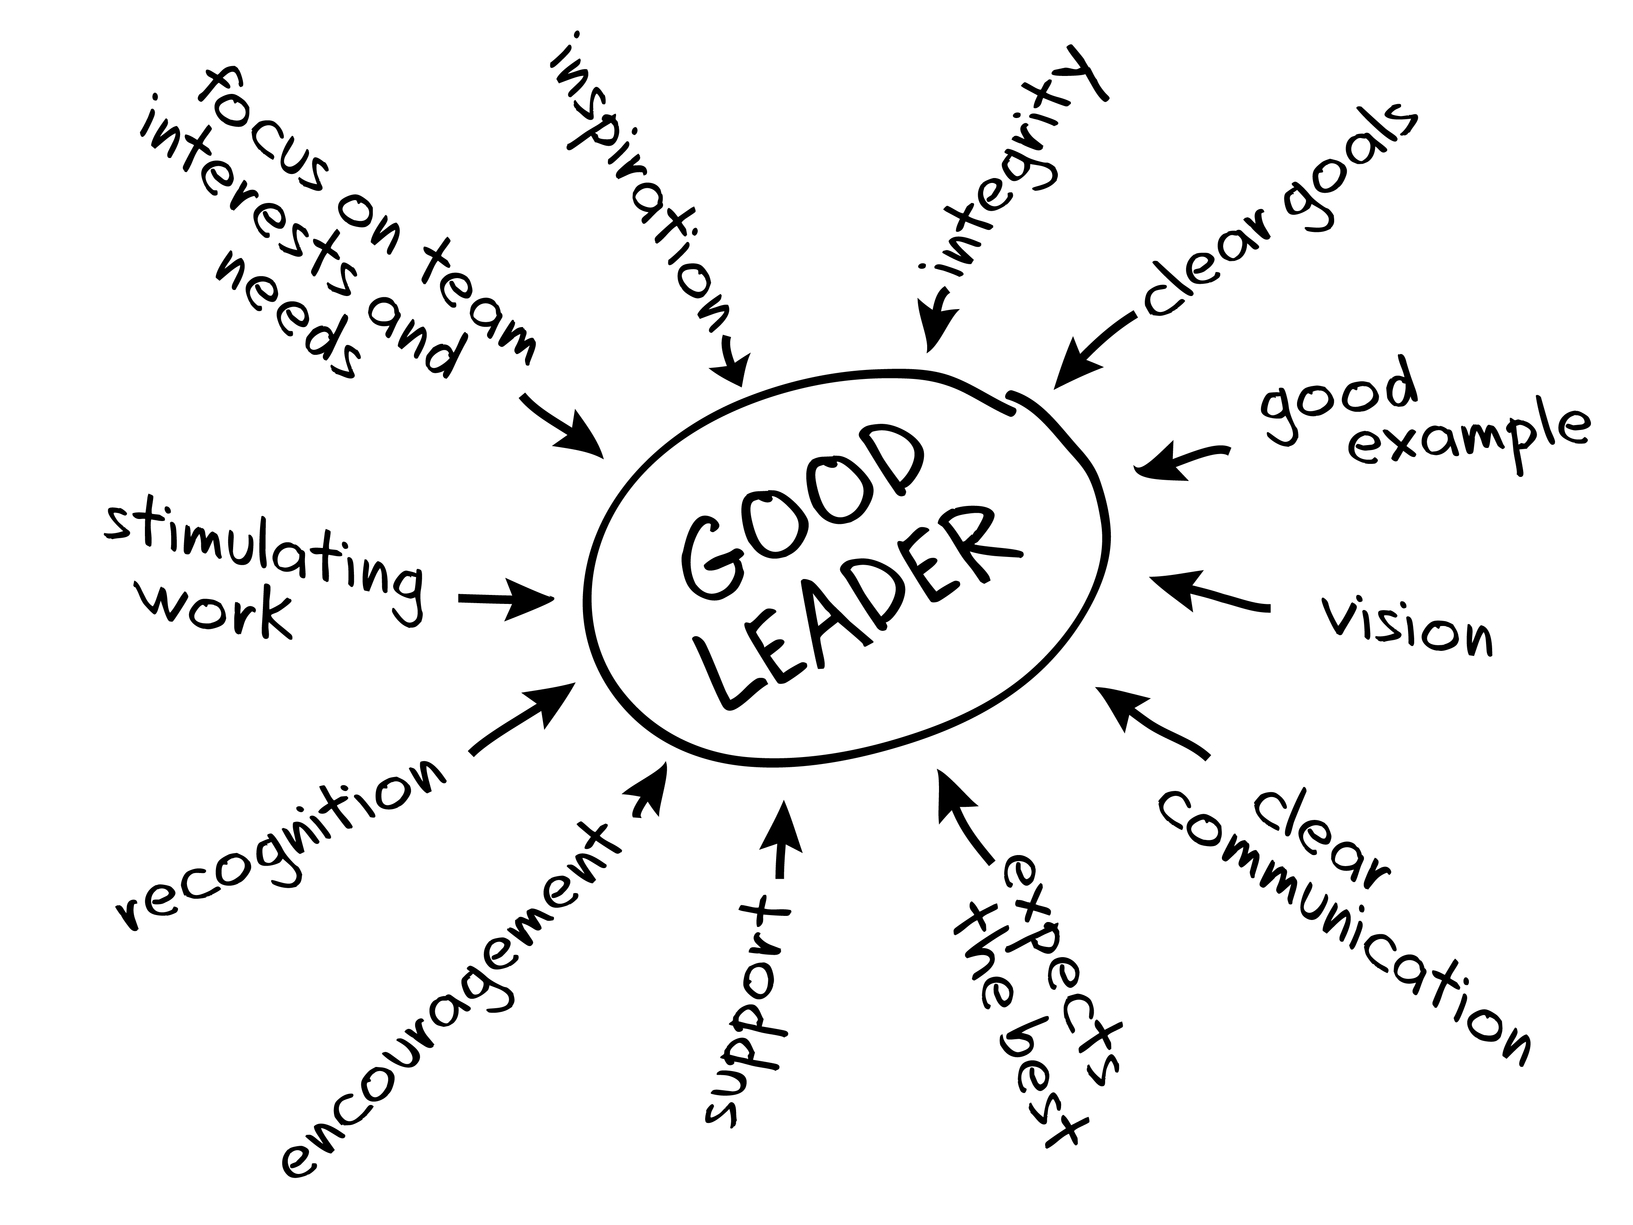 focus on team
interests and
needs
inspiration
integrity
clear goals
good
example
vision
clear
communication
expects
the best
support
encouragement
recognition
stimulating
work
GOOD
LEADER